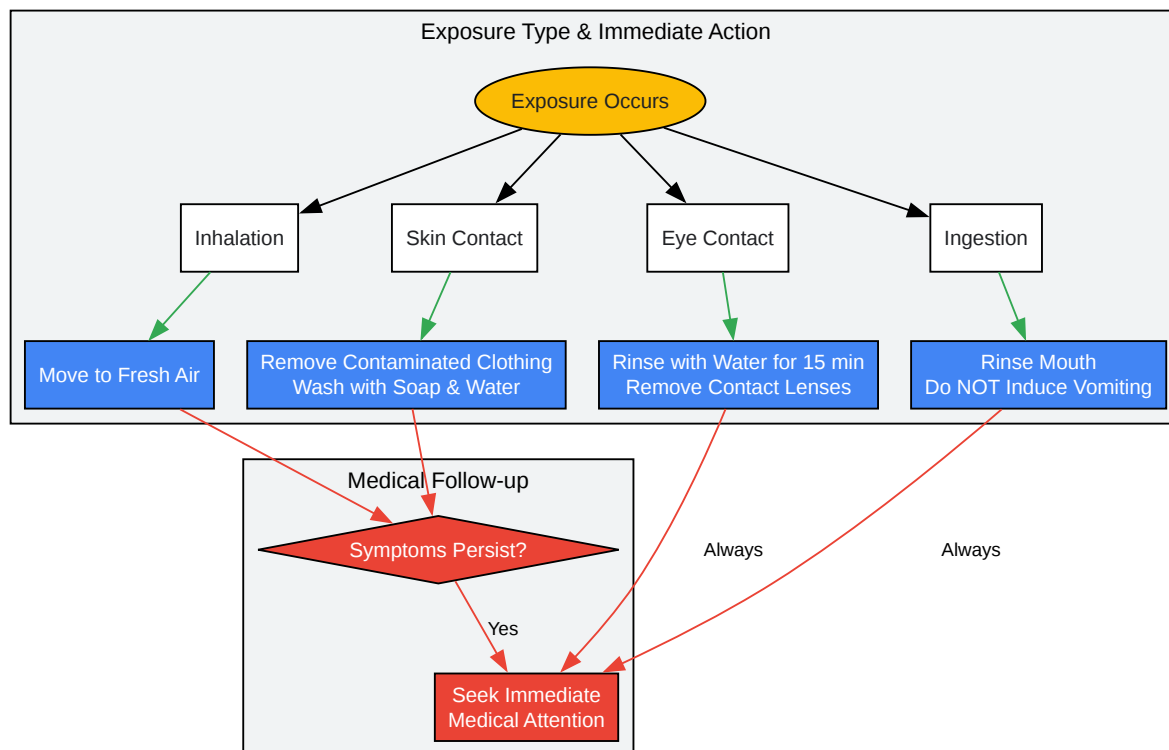 Exposure Type & Immediate Action
Exposure Occurs
Inhalation
Skin Contact
Eye Contact
Ingestion
Move to Fresh Air
Remove Contaminated Clothing
Wash with Soap & Water
Rinse with Water for 15 min
Remove Contact Lenses
Rinse Mouth
Do NOT Induce Vomiting
Medical Follow-up
Symptoms Persist?
Always
Always
Yes
Seek Immediate
Medical Attention